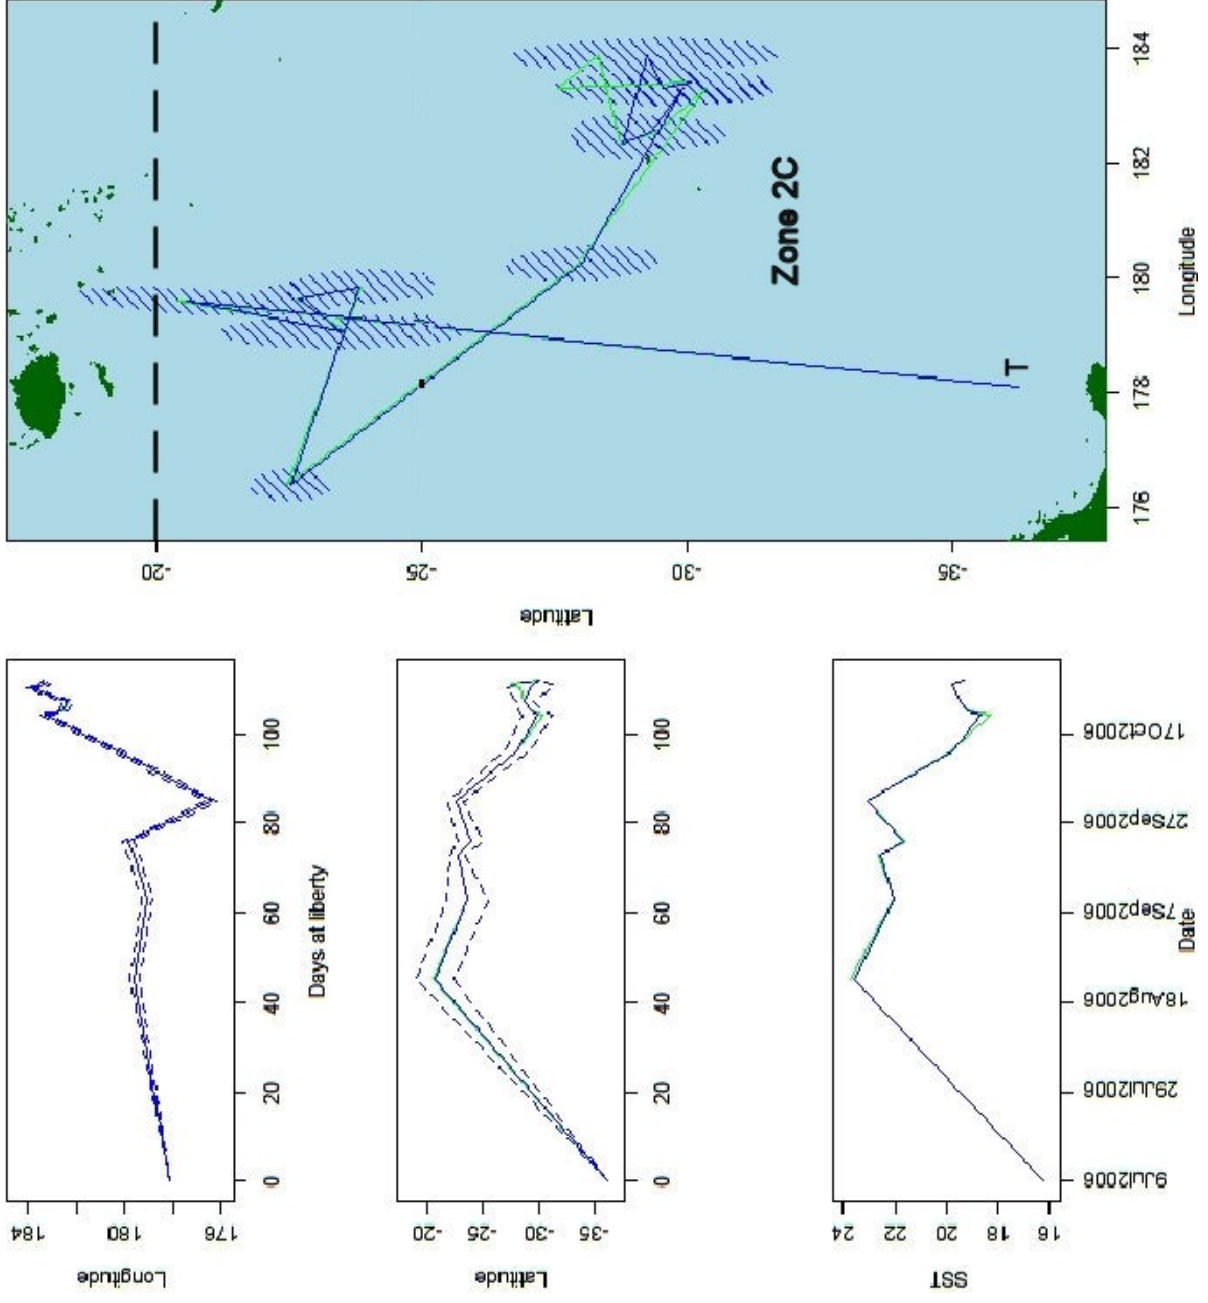 184
180
176
Longitude
0
20
40
60
80
100
Days at liberty
-20
-25
-30
-35
Latitude
0
20
40
60
80
100
24
22
20
18
16
SST
9Jul2006
29Jul2006
18Aug2006
7Sep2006
27Sep2006
17Oct2006
Date
-20
-25
-30
-35
Latitude
176
178
180
182
184
Longitude
Zone 2C
T